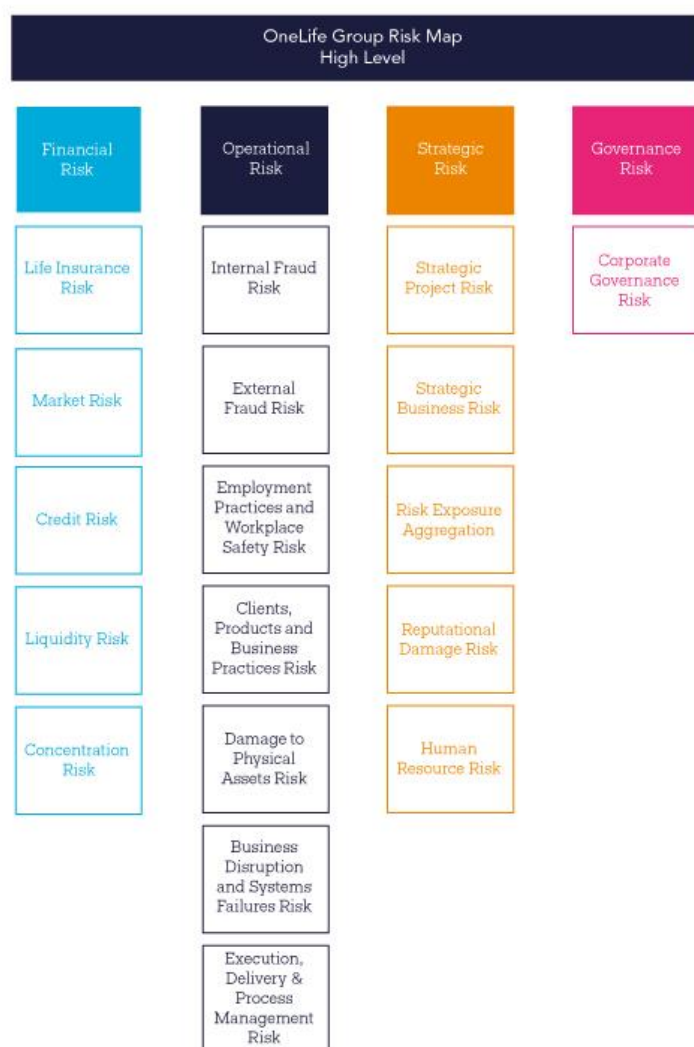 OneLife Group Risk Map
High Level
Financial
Risk
Life Insurance
Risk
Market Risk
Credit Risk
Liquidity Risk
Concentration
Risk
Operational
Risk
Internal Fraud
Risk
External
Fraud Risk
Employment
Practices and
Workplace
Safety Risk
Clients,
Products and
Business
Practices Risk
Damage to
Physical
Assets Risk
Business
Disruption
and Systems
Failures Risk
Execution,
Delivery &
Process
Management
Risk
Strategic
Risk
Strategic
Project Risk
Strategic
Business Risk
Risk Exposure
Aggregation
Reputational
Damage Risk
Human
Resource Risk
Governance
Risk
Corporate
Governance
Risk